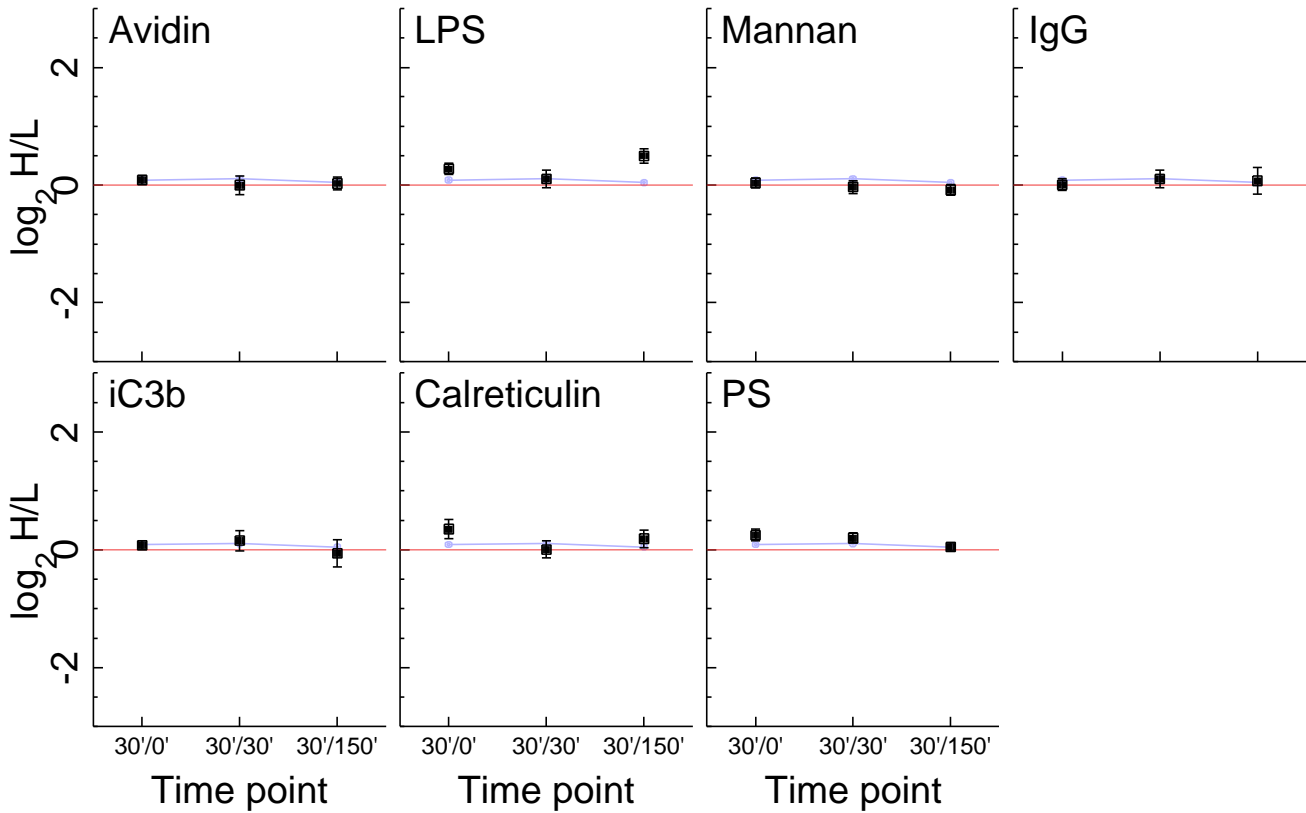 Avidin LPS Mannan IgG
log2 H/L
2
0
-2
iC3b Calreticulin PS
log2 H/L
2
0
-2
30'/0' 30'/30' 30'/150' 30'/0' 30'/30' 30'/150' 30'/0' 30'/30' 30'/150'
Time point Time point Time point